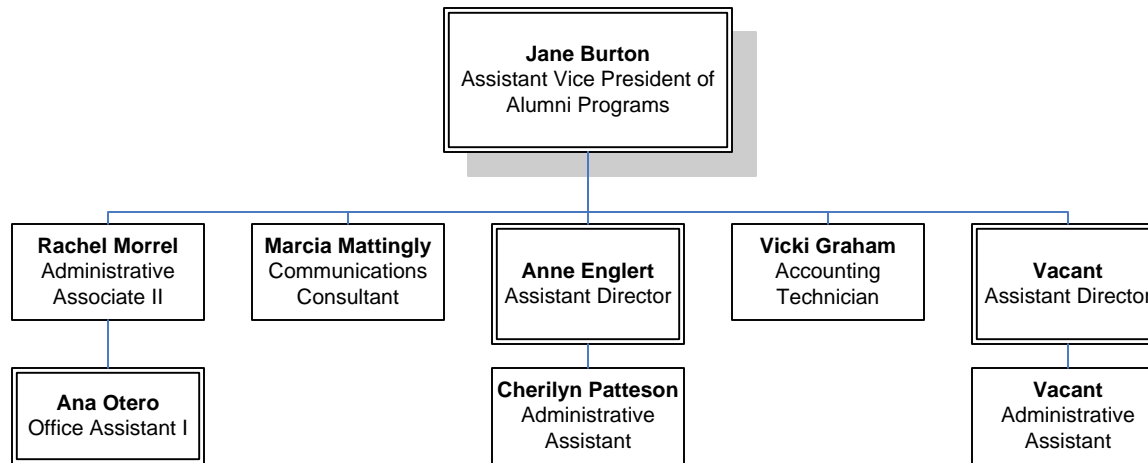 Jane Burton
Assistant Vice President of
Alumni Programs
Rachel Morrel
Administrative
Associate II
Marcia Mattingly
Communications
Consultant
Anne Englert
Assistant Director
Vicki Graham
Accounting
Technician
Vacant
Assistant Director
Ana Otero
Office Assistant I
Cherilyn Patteson
Administrative
Assistant
Vacant
Administrative
Assistant